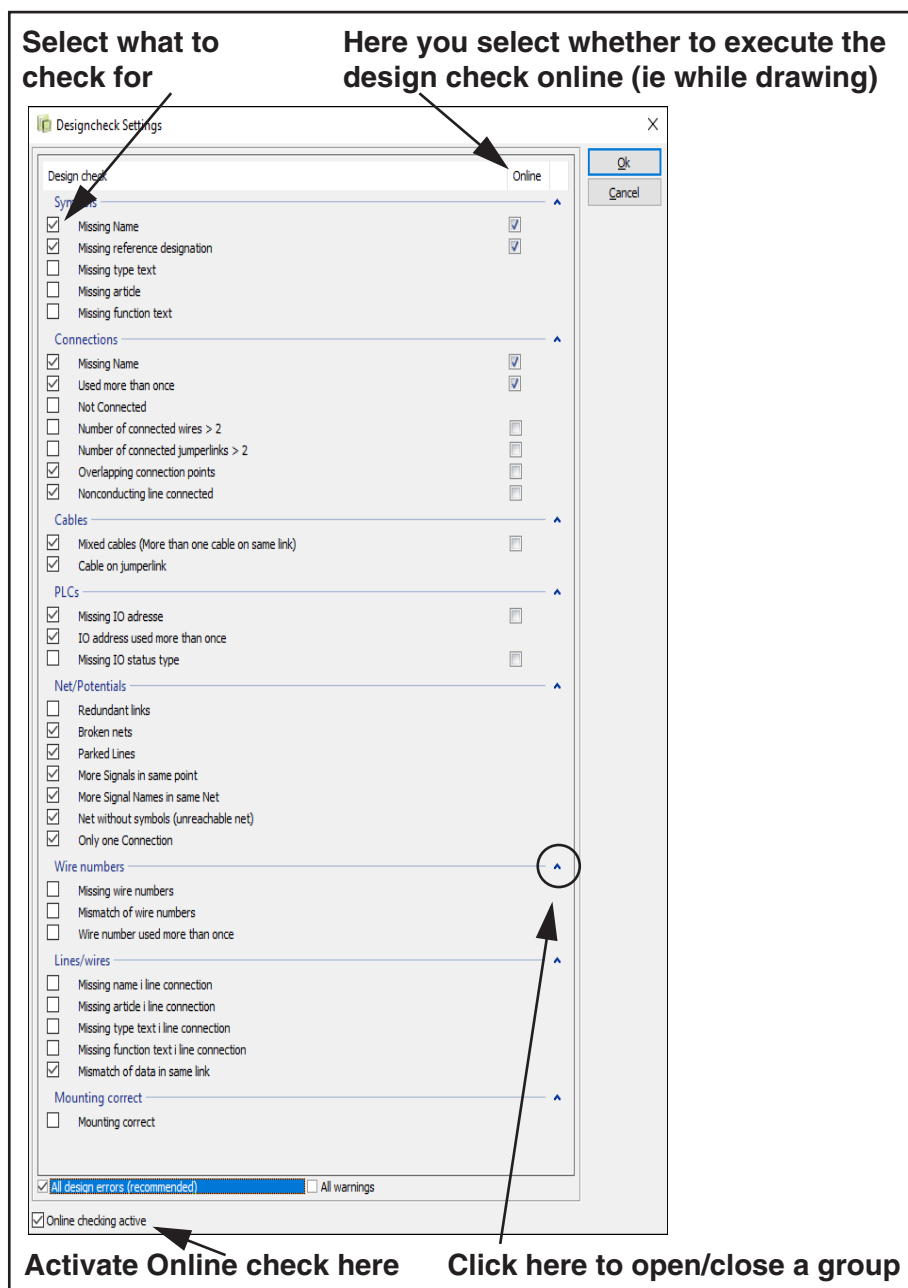 Select what to
check for
Here you select whether to execute the
design check online (ie while drawing)
Designcheck Settings
Ok
Cancel
Design check
Online
Symbols
Missing Name
Missing reference designation
Missing type text
Missing article
Missing function text
Connections
Missing Name
Used more than once
Not Connected
Number of connected wires > 2
Number of connected jumperlinks > 2
Overlapping connection points
Nonconducting line connected
Cables
Mixed cables (More than one cable on same link)
Cable on jumperlink
PLCs
Missing IO adresse
IO address used more than once
Missing IO status type
Net/Potentials
Redundant links
Broken nets
Parked Lines
More Signals in same point
More Signal Names in same Net
Net without symbols (unreachable net)
Only one Connection
Wire numbers
Missing wire numbers
Mismatch of wire numbers
Wire number used more than once
Lines/wires
Missing name i line connection
Missing article i line connection
Missing type text i line connection
Missing function text i line connection
Mismatch of data in same link
Mounting correct
Mounting correct
All design errors (recommended)
All warnings
Online checking active
Activate Online check here
Click here to open/close a group